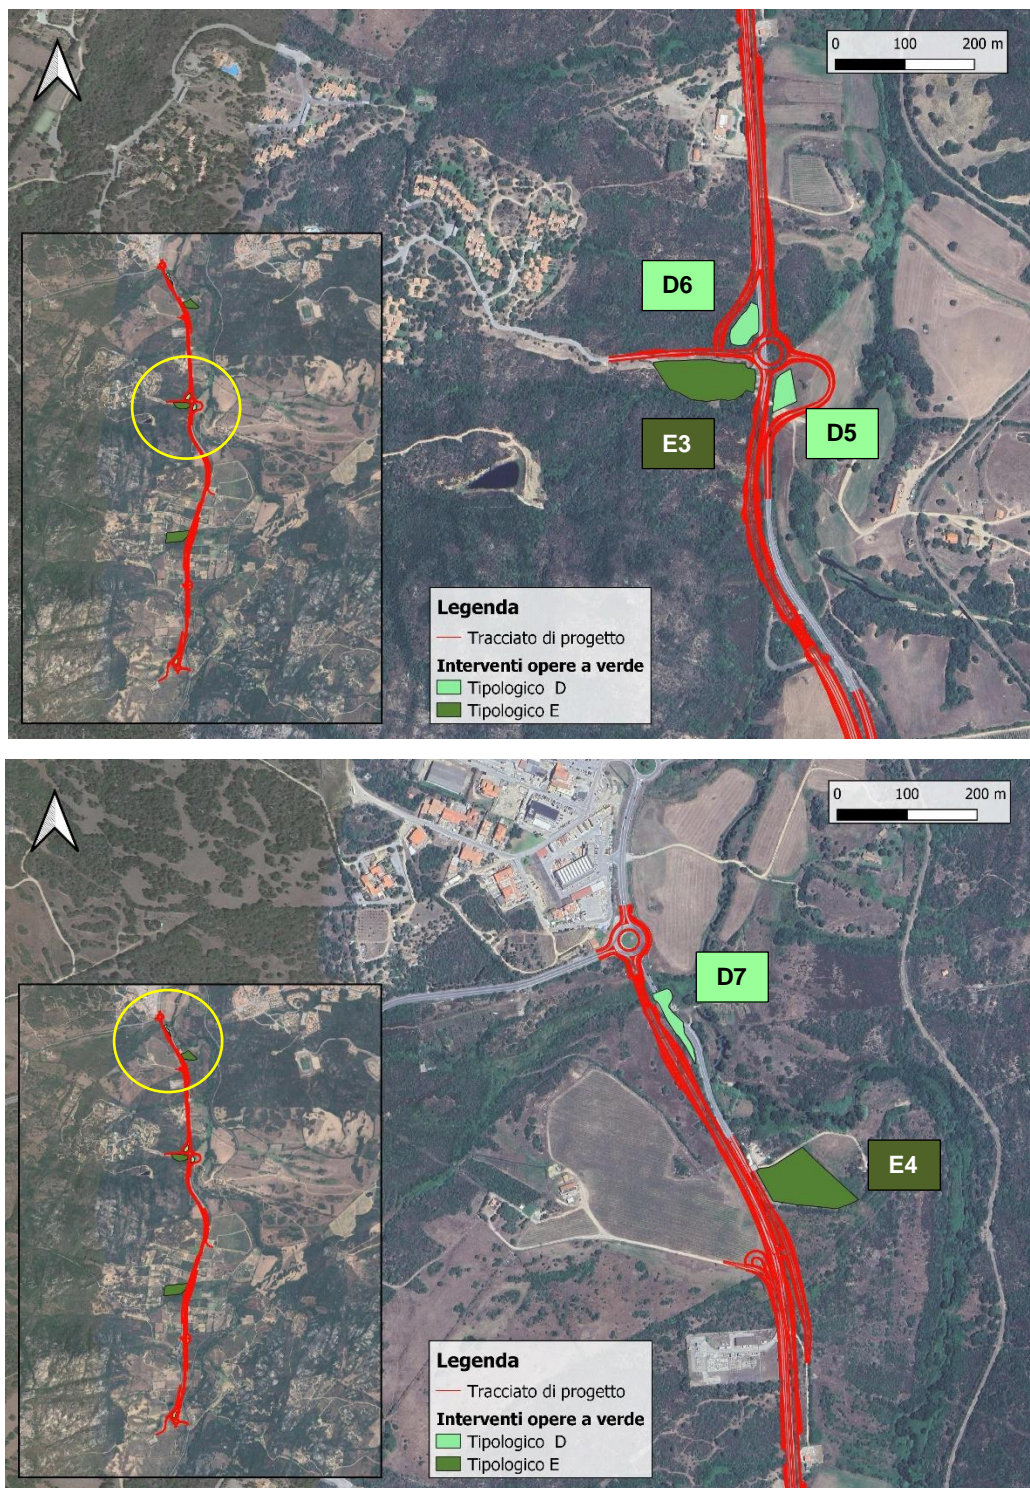 0 100 200 m
D6
E3
D5
Legenda
Tracciato di progetto
Interventi opere a verde
Tipologico D
Tipologico E
0 100 200 m
D7
E4
Legenda
Tracciato di progetto
Interventi opere a verde
Tipologico D
Tipologico E